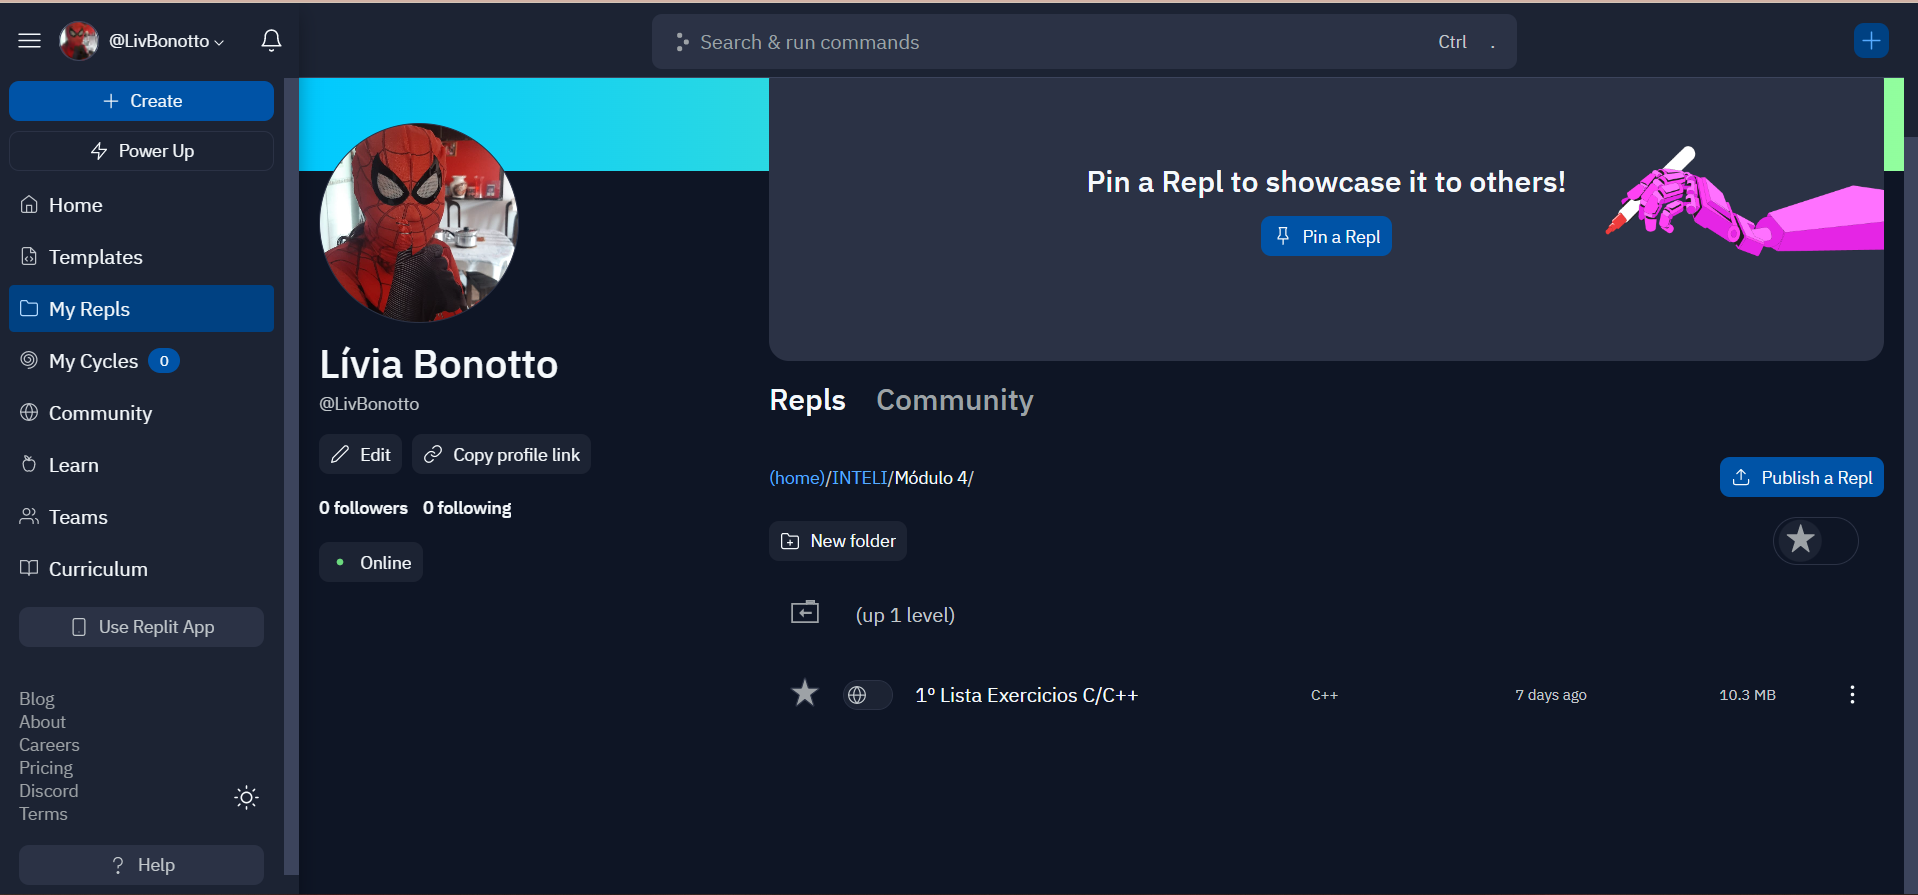 @LivBonotto
Search & run commands
Ctrl .
+ Create
Power Up
Home
Templates
My Repls
My Cycles 0
Community
Learn
Teams
Curriculum
Use Replit App
Blog
About
Careers
Pricing
Discord
Terms
? Help
Lívia Bonotto
@LivBonotto
Edit
Copy profile link
0 followers 0 following
Online
Pin a Repl to showcase it to others!
Pin a Repl
Repls Community
(home)/INTELI/Módulo 4/
Publish a Repl
New folder
(up 1 level)
1º Lista Exercicios C/C++ C++ 7 days ago 10.3 MB